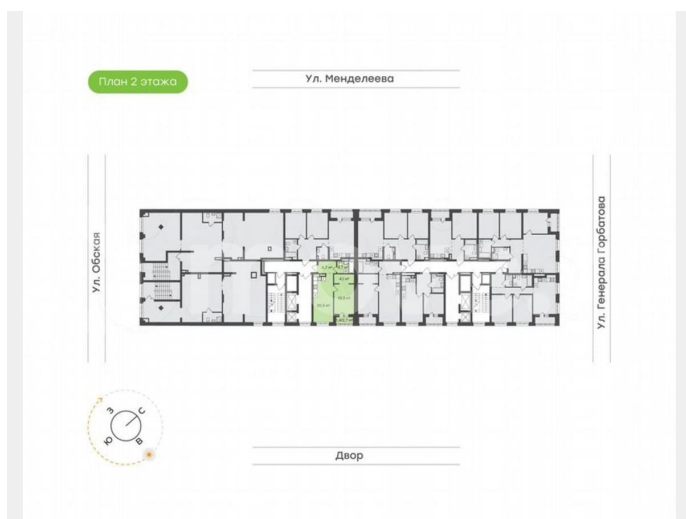 План 2 этажа
Ул. Менделеева
Ул. Обская
Ул. Генерала Горбатова
З
С
Ю
В
Двор